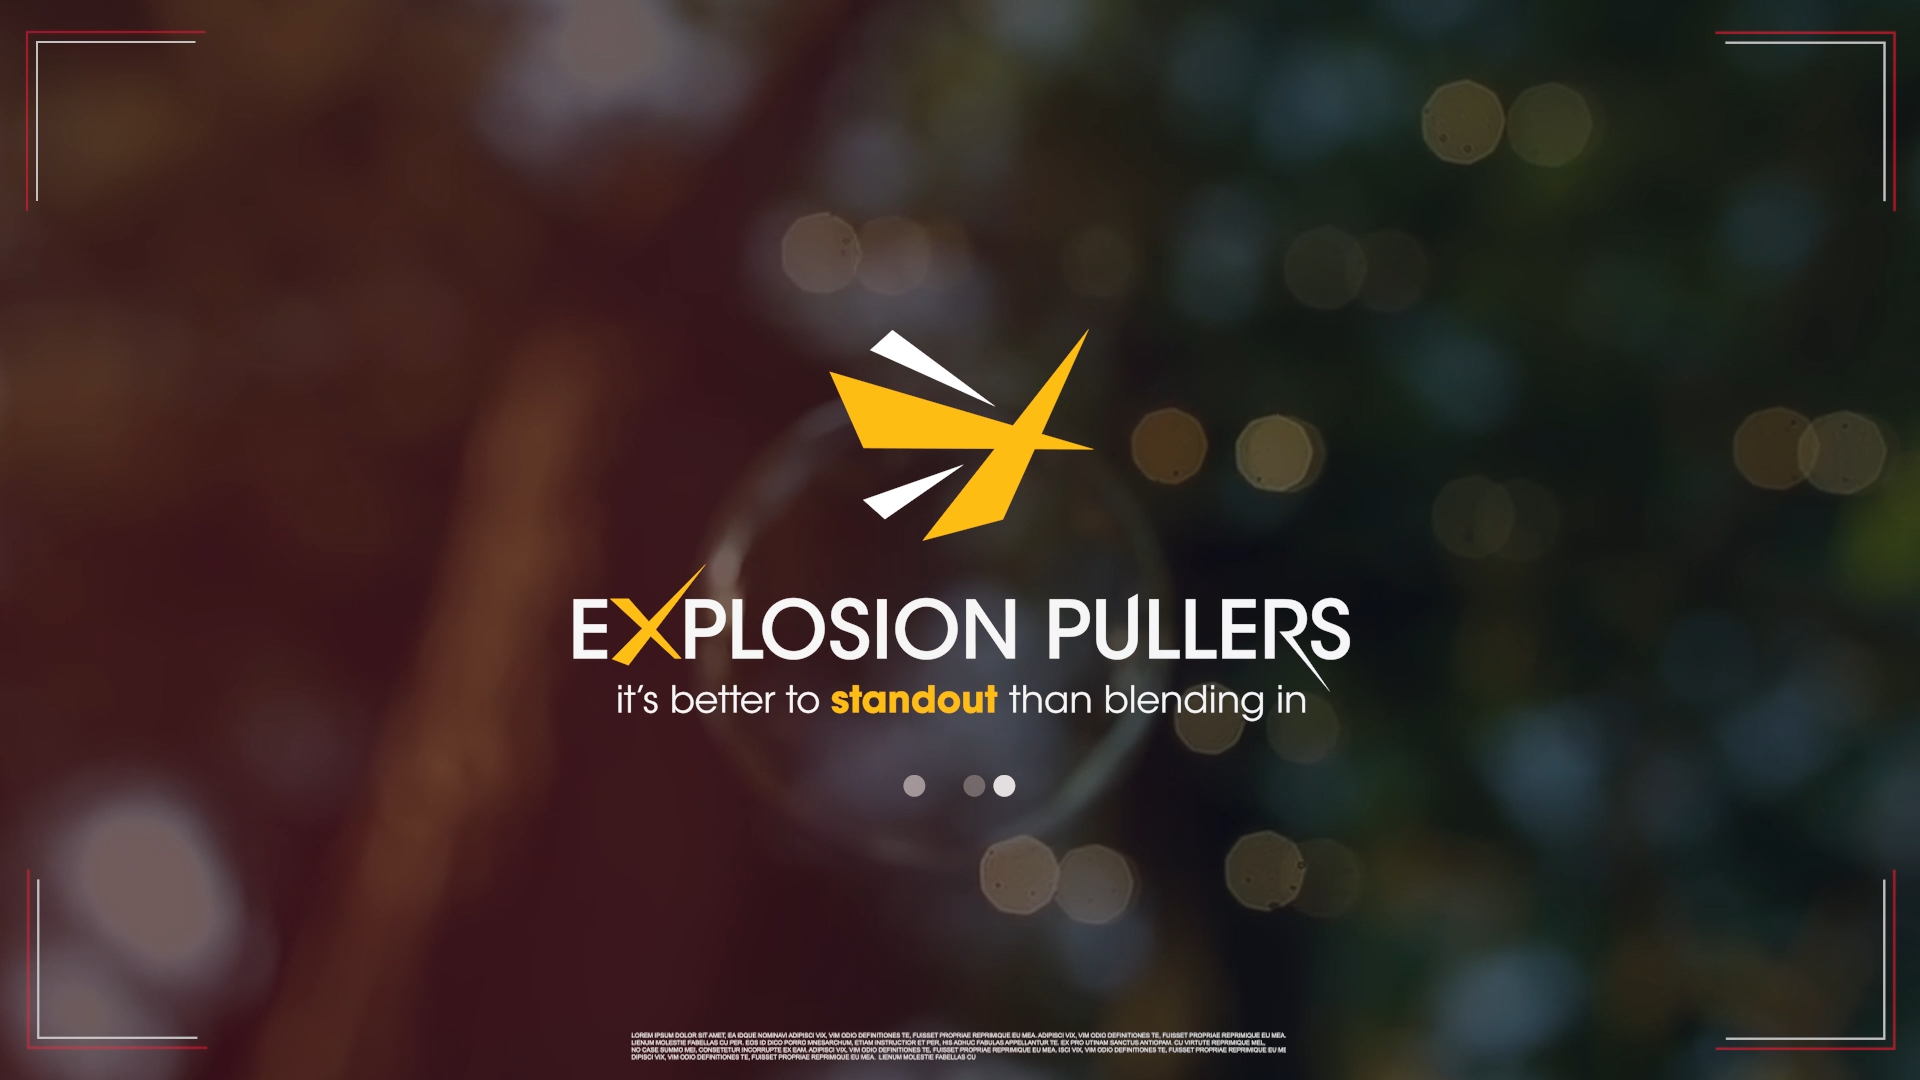 EXPLOSION PULLERS
it's better to standout than blending in
LOREM IPSUM DOLOR SIT AMET, EA IDQUE NOMINAVI ADIPISCI VIX, VIM ODIO DEFINITIONES TE, FUISSET PROPRIAE REPRIMIQUE EU MEA. ADIPISCI VIX, VIM ODIO DEFINITIONES TE, FUISSET PROPRIAE REPRIMIQUE EU MEA.
LIENUM MOLESTIE FABELLAS CU PER. EOS ID DICO PORRO MNESARCHUM, ETIAM INSTRUCTIOR ET PER, HIS ADHUC FABULAS APPELLANTUR TE. EX PRO UTINAM SANCTUS ANTIOPAM. CU VIRTUTE REPRIMIQUE MEL,
NO CASE SUMMO MEI, CONSETETUR INCORRUPTE EX EAM. ADIPISCI VIX, VIM ODIO DEFINITIONES TE, FUISSET PROPRIAE REPRIMIQUE EU MEA. ISCI VIX, VIM ODIO DEFINITIONES TE, FUISSET PROPRIAE REPRIMIQUE EU ME
DIPISCI VIX, VIM ODIO DEFINITIONES TE, FUISSET PROPRIAE REPRIMIQUE EU MEA. LIENUM MOLESTIE FABELLAS CU